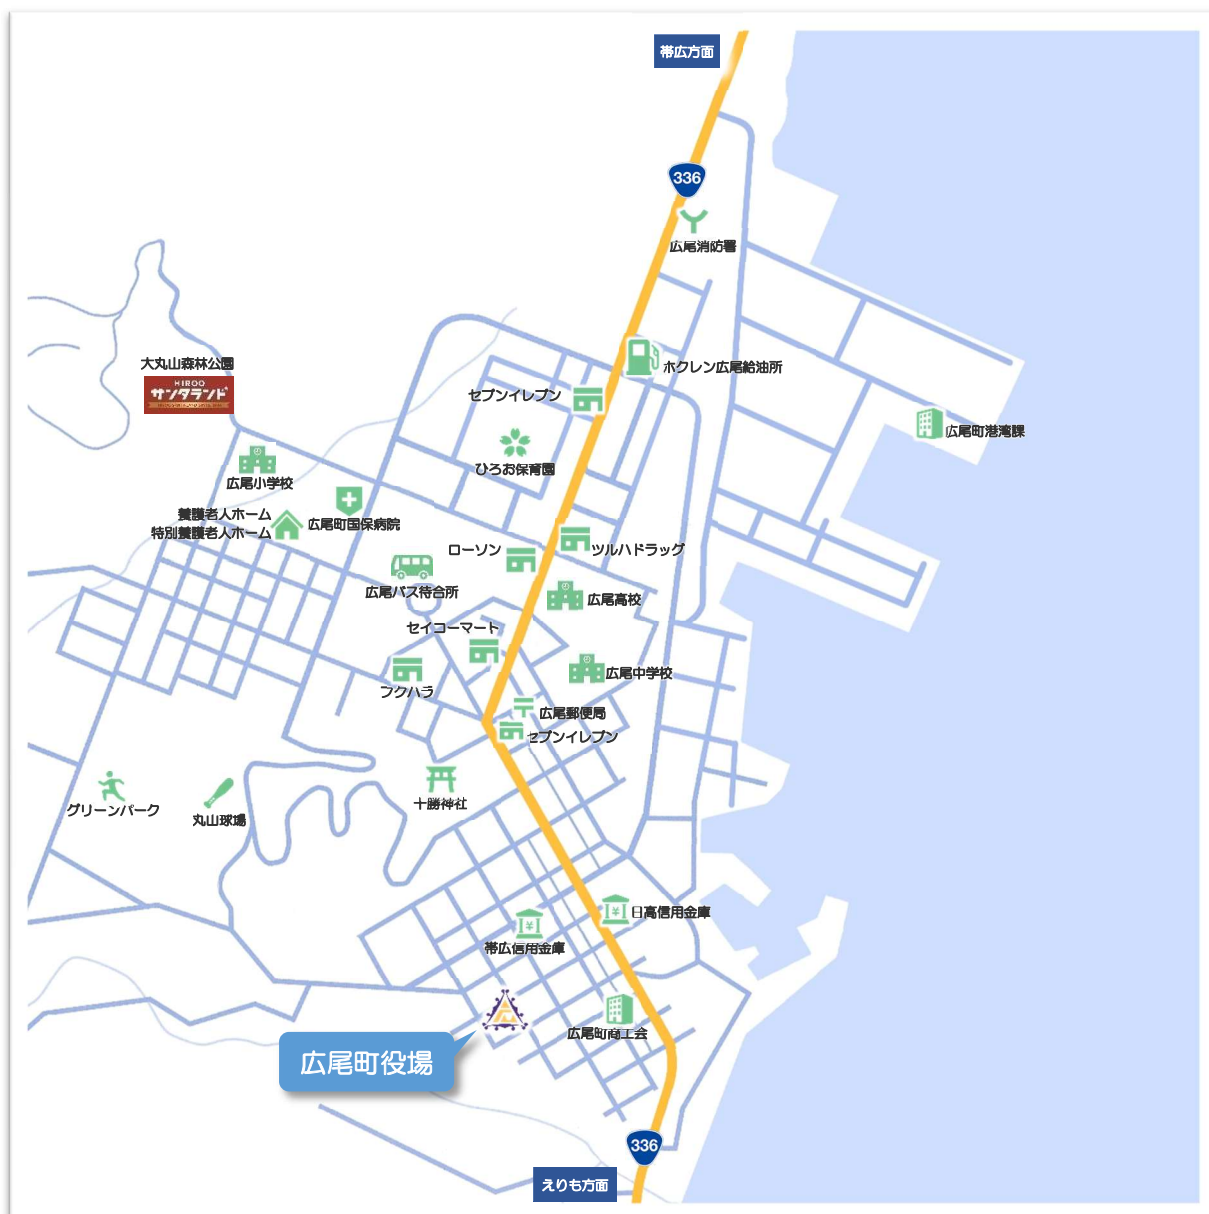 帯広方面
336
広尾消防署
大丸山森林公園
HIROO
サンタランド
ホクレン広尾給油所
セブンイレブン
広尾町港湾課
ひろお保育園
広尾小学校
養護老人ホーム
特別養護老人ホーム
広尾町国保病院
ローソン
ツルハドラッグ
広尾バス待合所
広尾高校
セイコーマート
広尾中学校
フクハラ
広尾郵便局
セブンイレブン
十勝神社
グリーンパーク
丸山球場
日高信用金庫
帯広信用金庫
広尾町商工会
広尾町役場
336
えりも方面